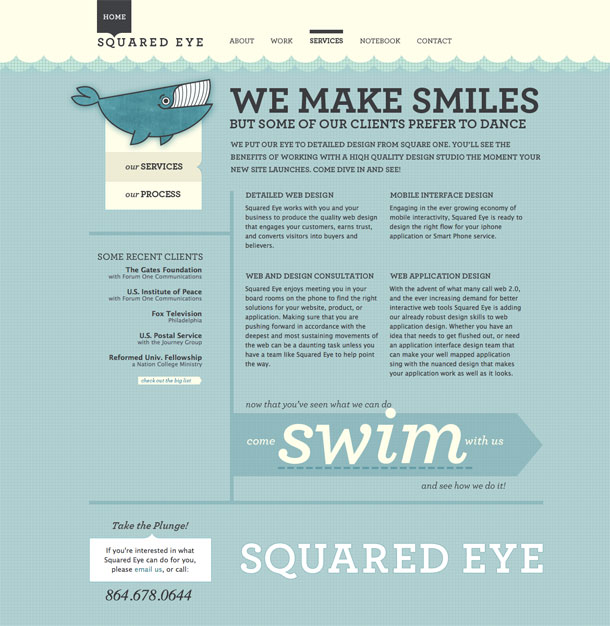 HOME
SQUARED EYE
ABOUT WORK SERVICES NOTEBOOK CONTACT
WE MAKE SMILES
BUT SOME OF OUR CLIENTS PREFER TO DANCE
WE PUT OUR EYE TO DETAILED DESIGN FROM SQUARE ONE. YOU'LL SEE THE
BENEFITS OF WORKING WITH A HIQH QUALITY DESIGN STUDIO THE MOMENT YOUR
NEW SITE LAUNCHES. COME DIVE IN AND SEE!
our SERVICES
our PROCESS
SOME RECENT CLIENTS
The Gates Foundation
with Forum One Communications
U.S. Institute of Peace
with Forum One Communications
Fox Television
Philadelphia
U.S. Postal Service
with the Journey Group
Reformed Univ. Fellowship
a Nation College Ministry
check out the big list
DETAILED WEB DESIGN
Squared Eye works with you and your
business to produce the quality web design
that engages your customers, earns trust,
and converts visitors into buyers and
believers.
MOBILE INTERFACE DESIGN
Engaging in the ever growing economy of
mobile interactivity, Squared Eye is ready to
design the right flow for your iphone
application or Smart Phone service.
WEB AND DESIGN CONSULTATION
Squared Eye enjoys meeting you in your
board rooms on the phone to find the right
solutions for your website, product, or
application. Making sure that you are
pushing forward in accordance with the
deepest and most sustaining movements of
the web can be a daunting task unless you
have a team like Squared Eye to help point
the way.
WEB APPLICATION DESIGN
With the advent of what many call web 2.0,
and the ever increasing demand for better
interactive web tools Squared Eye is adding
our already robust design skills to web
application design. Whether you have an
idea that needs to get flushed out, or need
an application interface design team that
can make your well mapped application
sing with the nuanced design that makes
your application work as well as it looks.
now that you've seen what we can do
come swim with us
and see how we do it!
Take the Plunge!
If you're interested in what
Squared Eye can do for you,
please email us, or call:
864.678.0644
SQUARED EYE